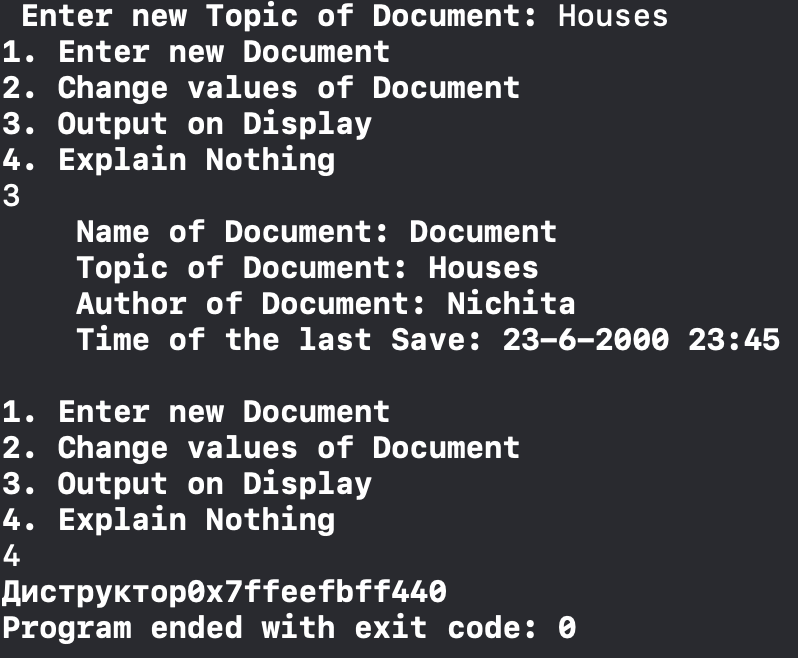 Enter new Topic of Document: Houses
1. Enter new Document
2. Change values of Document
3. Output on Display
4. Explain Nothing
3
Name of Document: Document
Topic of Document: Houses
Author of Document: Nichita
Time of the last Save: 23-6-2000 23:45
1. Enter new Document
2. Change values of Document
3. Output on Display
4. Explain Nothing
4
Диструктор0x7ffeefbff440
Program ended with exit code: 0